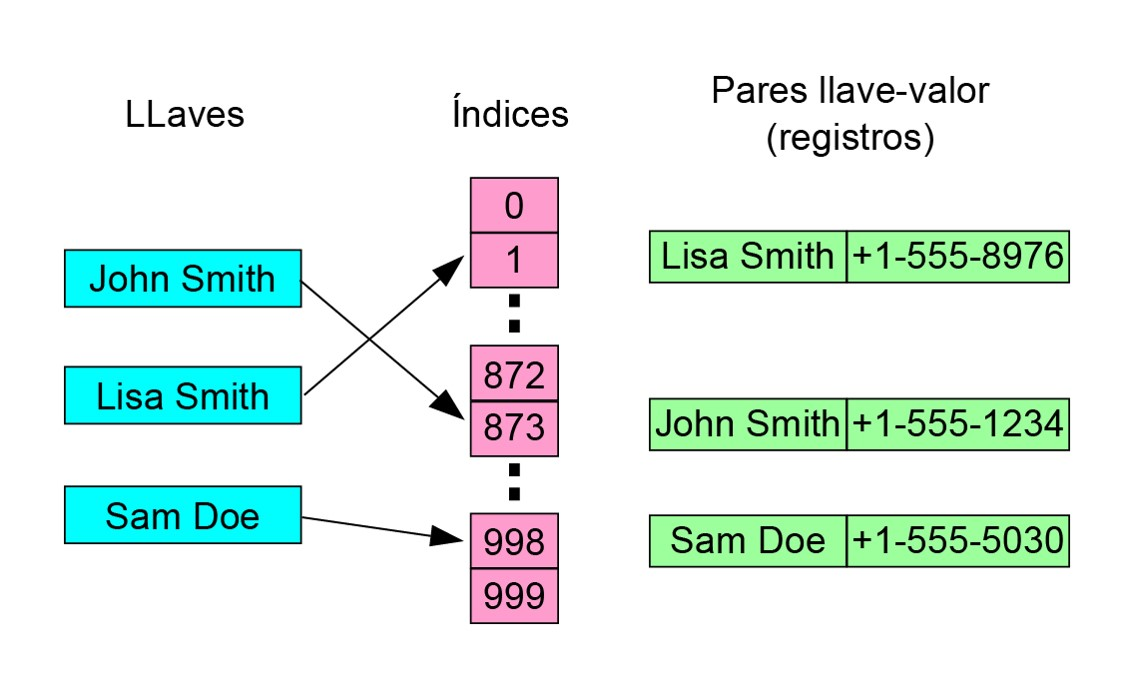 LLaves
Índices
Pares llave-valor
(registros)
John Smith
Lisa Smith
Sam Doe
0
1
872
873
998
999
Lisa Smith +1-555-8976
John Smith +1-555-1234
Sam Doe +1-555-5030